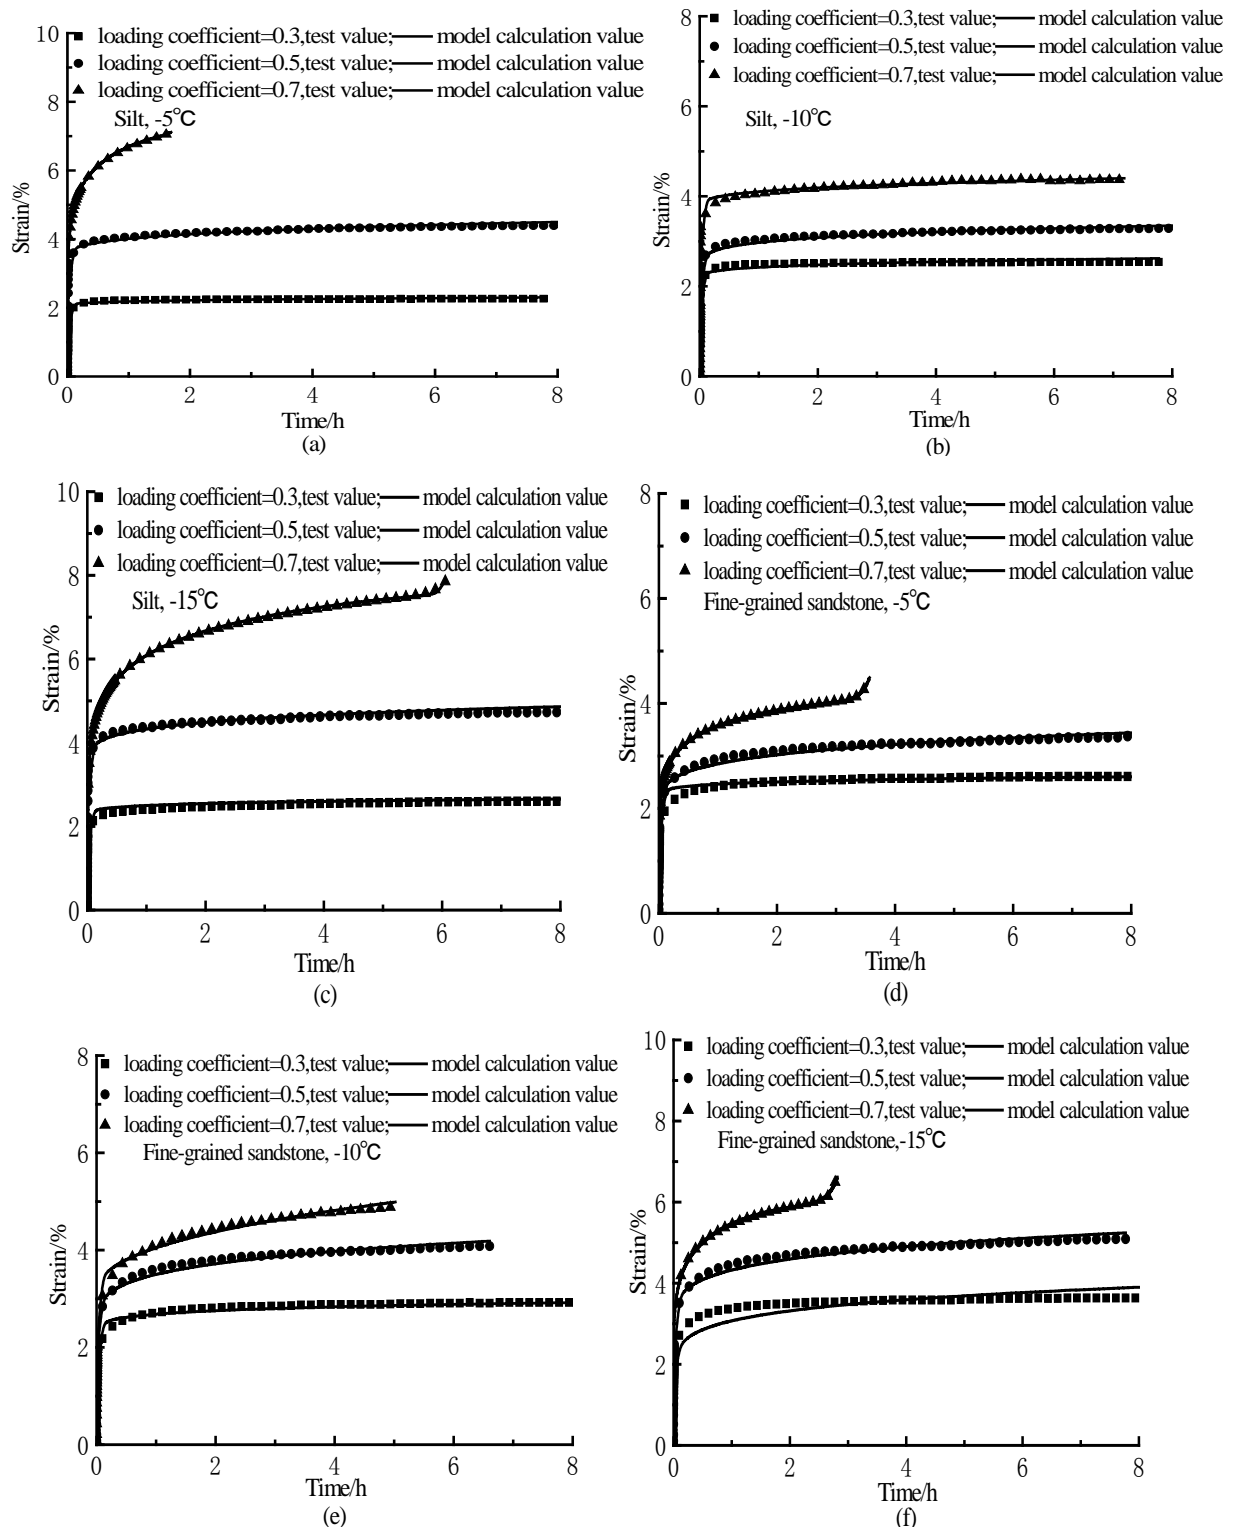 10
8
6
4
2
0
loading coefficient=0.3,test value; model calculation value
loading coefficient=0.5,test value; model calculation value
loading coefficient=0.7,test value; model calculation value
Silt, -5℃
Strain/%
0 2 4 6 8
Time/h
(a)
8
6
4
2
0
loading coefficient=0.3,test value; model calculation value
loading coefficient=0.5,test value; model calculation value
loading coefficient=0.7,test value; model calculation value
Silt, -10℃
Strain/%
0 2 4 6 8
Time/h
(b)
10
8
6
4
2
0
loading coefficient=0.3,test value; model calculation value
loading coefficient=0.5,test value; model calculation value
loading coefficient=0.7,test value; model calculation value
Silt, -15℃
Strain/%
0 2 4 6 8
Time/h
(c)
8
6
4
2
0
loading coefficient=0.3,test value; model calculation value
loading coefficient=0.5,test value; model calculation value
loading coefficient=0.7,test value; model calculation value
Fine-grained sandstone, -5℃
Strain/%
0 2 4 6 8
Time/h
(d)
8
6
4
2
0
loading coefficient=0.3,test value; model calculation value
loading coefficient=0.5,test value; model calculation value
loading coefficient=0.7,test value; model calculation value
Fine-grained sandstone, -10℃
Strain/%
0 2 4 6 8
Time/h
(e)
10
8
6
4
2
0
loading coefficient=0.3,test value; model calculation value
loading coefficient=0.5,test value; model calculation value
loading coefficient=0.7,test value; model calculation value
Fine-grained sandstone,-15℃
Strain/%
0 2 4 6 8
Time/h
(f)